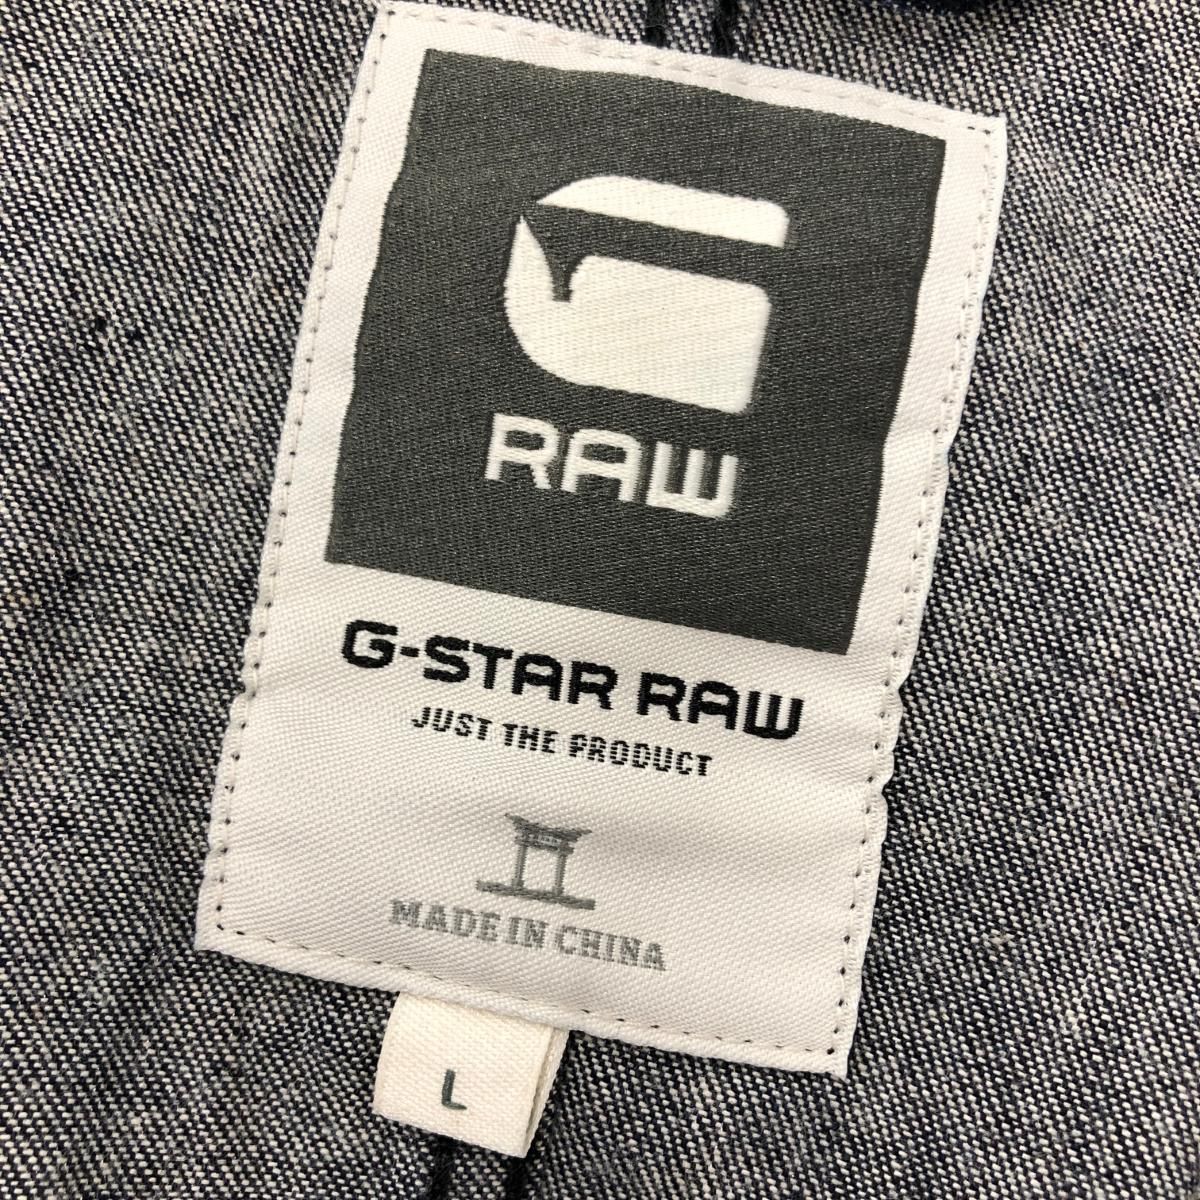 RAW
G-STAR RAW
JUST THE PRODUCT
MADE IN CHINA
L